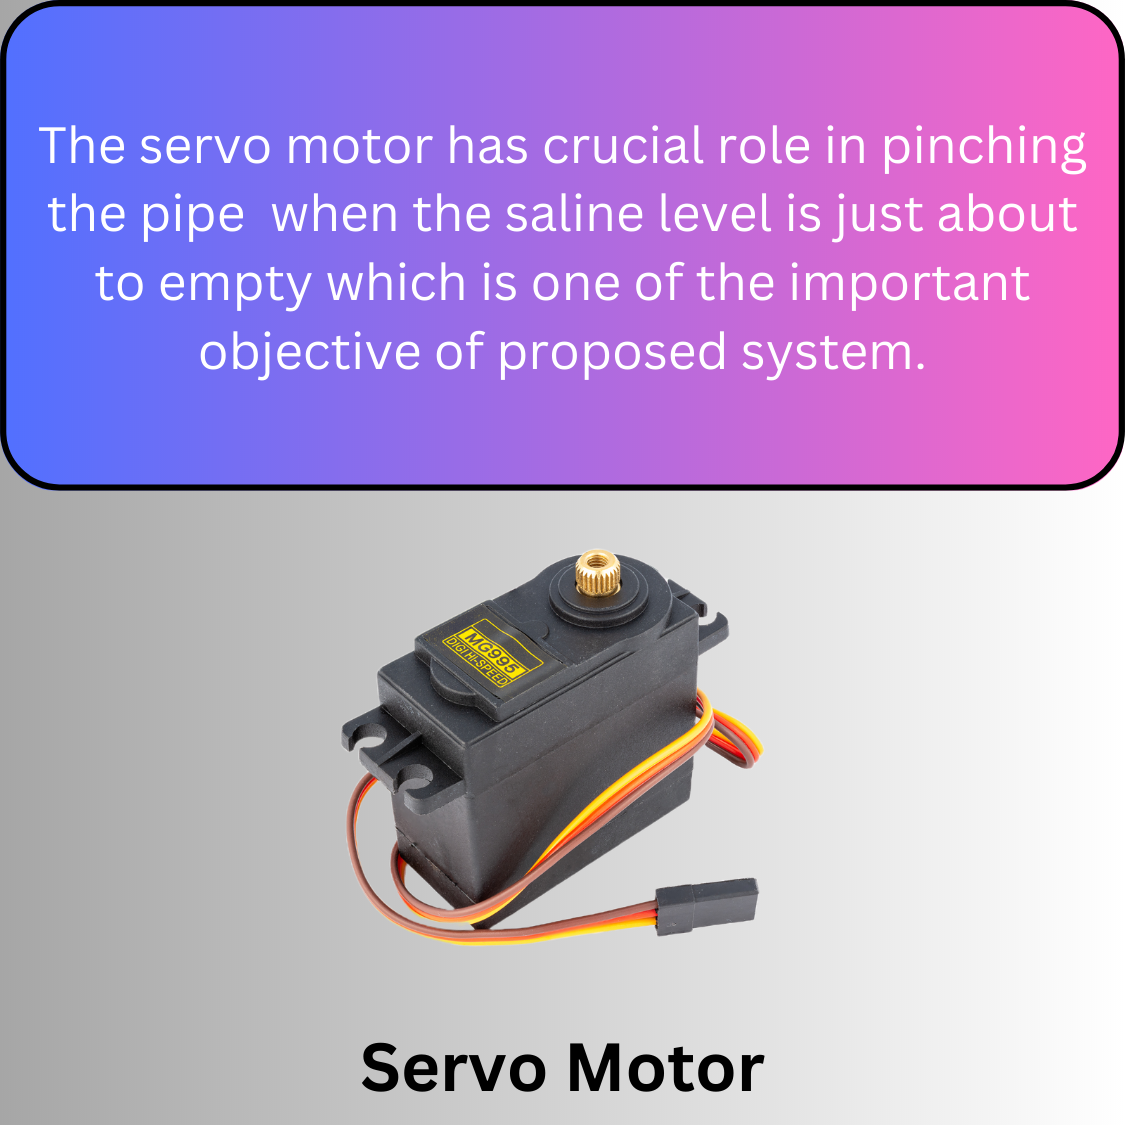 The servo motor has crucial role in pinching
the pipe  when the saline level is just about
to empty which is one of the important
objective of proposed system.
MG995
DIGI HI-SPEED
Servo Motor